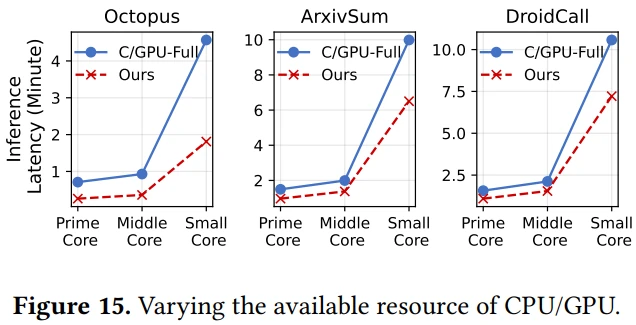 Octopus
ArxivSum
DroidCall
Inference
Latency (Minute)
4
3
2
1
C/GPU-Full
Ours
Prime
Core
Middle
Core
Small
Core
10
8
6
4
2
C/GPU-Full
Ours
Prime
Core
Middle
Core
Small
Core
10.0
7.5
5.0
2.5
C/GPU-Full
Ours
Prime
Core
Middle
Core
Small
Core
Figure 15. Varying the available resource of CPU/GPU.